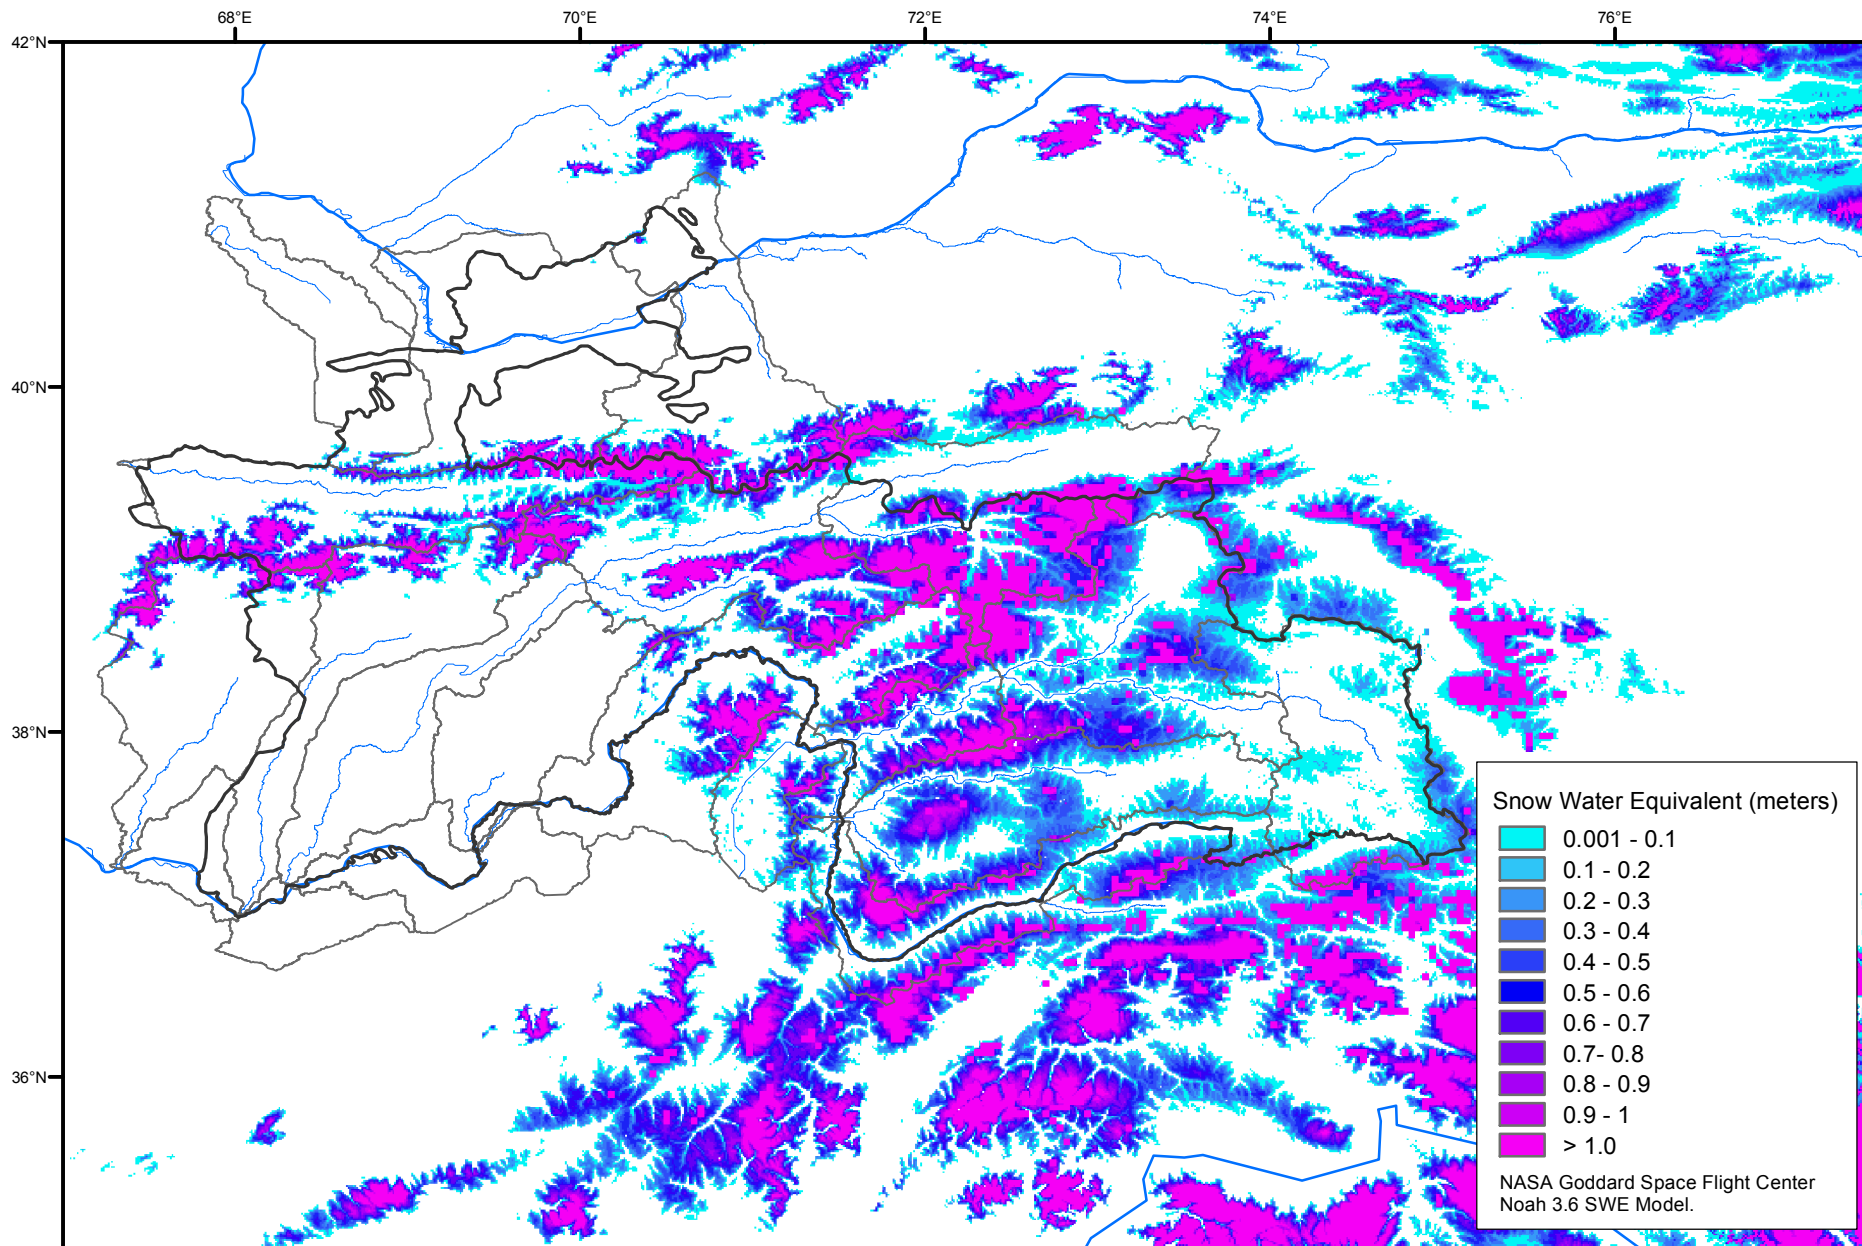 68°E 70°E 72°E 74°E 76°E
42°N
40°N
38°N
36°N
Snow Water Equivalent (meters)
0.001 - 0.1
0.1 - 0.2
0.2 - 0.3
0.3 - 0.4
0.4 - 0.5
0.5 - 0.6
0.6 - 0.7
0.7- 0.8
0.8 - 0.9
0.9 - 1
> 1.0
NASA Goddard Space Flight Center
Noah 3.6 SWE Model.